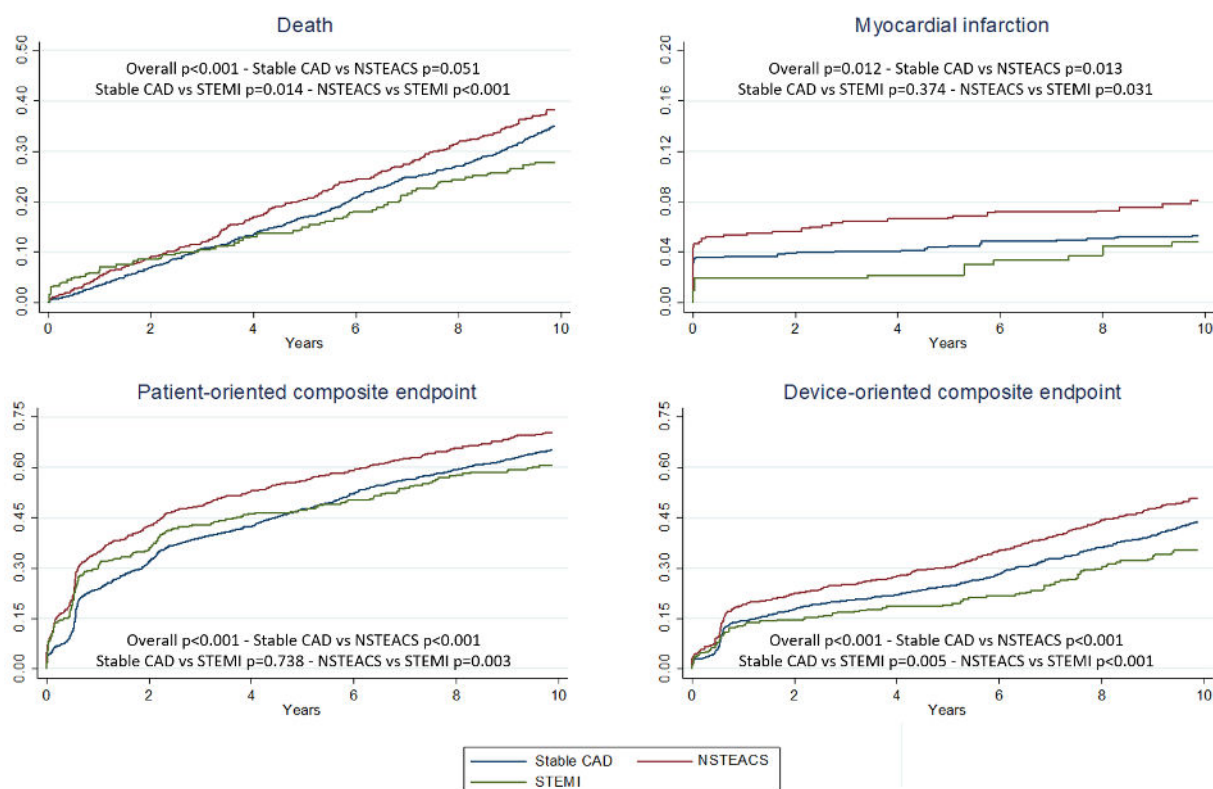 Death
0.50
0.40
0.30
0.20
0.10
0.00
Overall p<0.001 - Stable CAD vs NSTEACS p=0.051
Stable CAD vs STEMI p=0.014 - NSTEACS vs STEMI p<0.001
0 2 4 6 8 10
Years
Myocardial infarction
0.20
0.16
0.12
0.08
0.04
0.00
Overall p=0.012 - Stable CAD vs NSTEACS p=0.013
Stable CAD vs STEMI p=0.374 - NSTEACS vs STEMI p=0.031
0 2 4 6 8 10
Years
Patient-oriented composite endpoint
0.75
0.60
0.45
0.30
0.15
0.00
Overall p<0.001 - Stable CAD vs NSTEACS p<0.001
Stable CAD vs STEMI p=0.738 - NSTEACS vs STEMI p=0.003
0 2 4 6 8 10
Years
Device-oriented composite endpoint
0.75
0.60
0.45
0.30
0.15
0.00
Overall p<0.001 - Stable CAD vs NSTEACS p<0.001
Stable CAD vs STEMI p=0.005 - NSTEACS vs STEMI p<0.001
0 2 4 6 8 10
Years
Stable CAD NSTEACS
STEMI